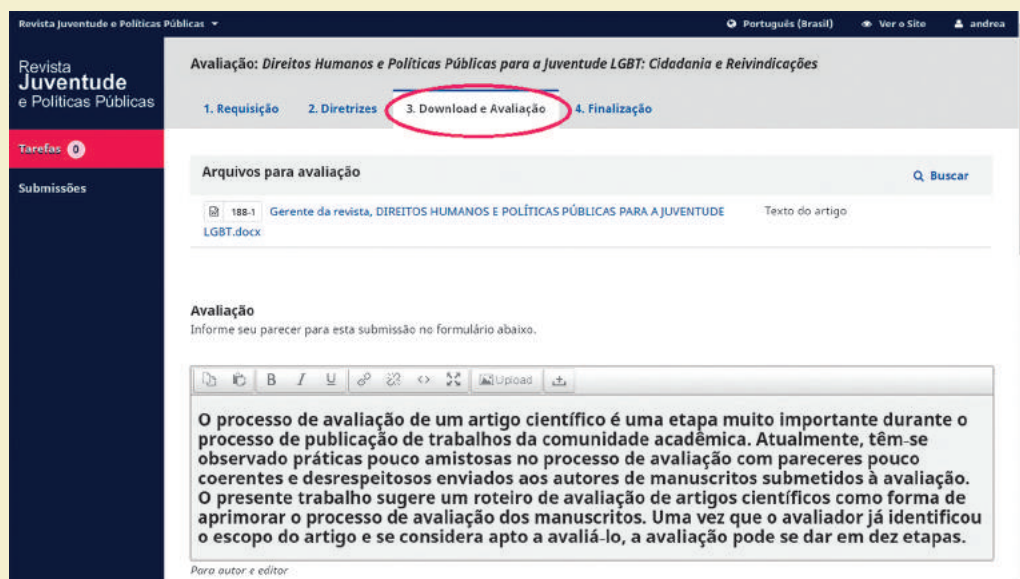 Revista Juventude e Políticas Públicas
Português (Brasil)
Ver o Site
andrea
Revista
Juventude
e Políticas Públicas
Avaliação: Direitos Humanos e Políticas Públicas para a Juventude LGBT: Cidadania e Reivindicações
1. Requisição 2. Diretrizes 3. Download e Avaliação 4. Finalização
Tarefas 0
Submissões
Arquivos para avaliação
Buscar
188-1 Gerente da revista, DIREITOS HUMANOS E POLÍTICAS PÚBLICAS PARA A JUVENTUDE
LGBT.docx
Texto do artigo
Avaliação
Informe seu parecer para esta submissão no formulário abaixo.
B I U Upload
O processo de avaliação de um artigo científico é uma etapa muito importante durante o
processo de publicação de trabalhos da comunidade acadêmica. Atualmente, têm-se
observado práticas pouco amistosas no processo de avaliação com pareceres pouco
coerentes e desrespeitosos enviados aos autores de manuscritos submetidos à avaliação.
O presente trabalho sugere um roteiro de avaliação de artigos científicos como forma de
aprimorar o processo de avaliação dos manuscritos. Uma vez que o avaliador já identificou
o escopo do artigo e se considera apto a avaliá-lo, a avaliação pode se dar em dez etapas.
Para autor e editor